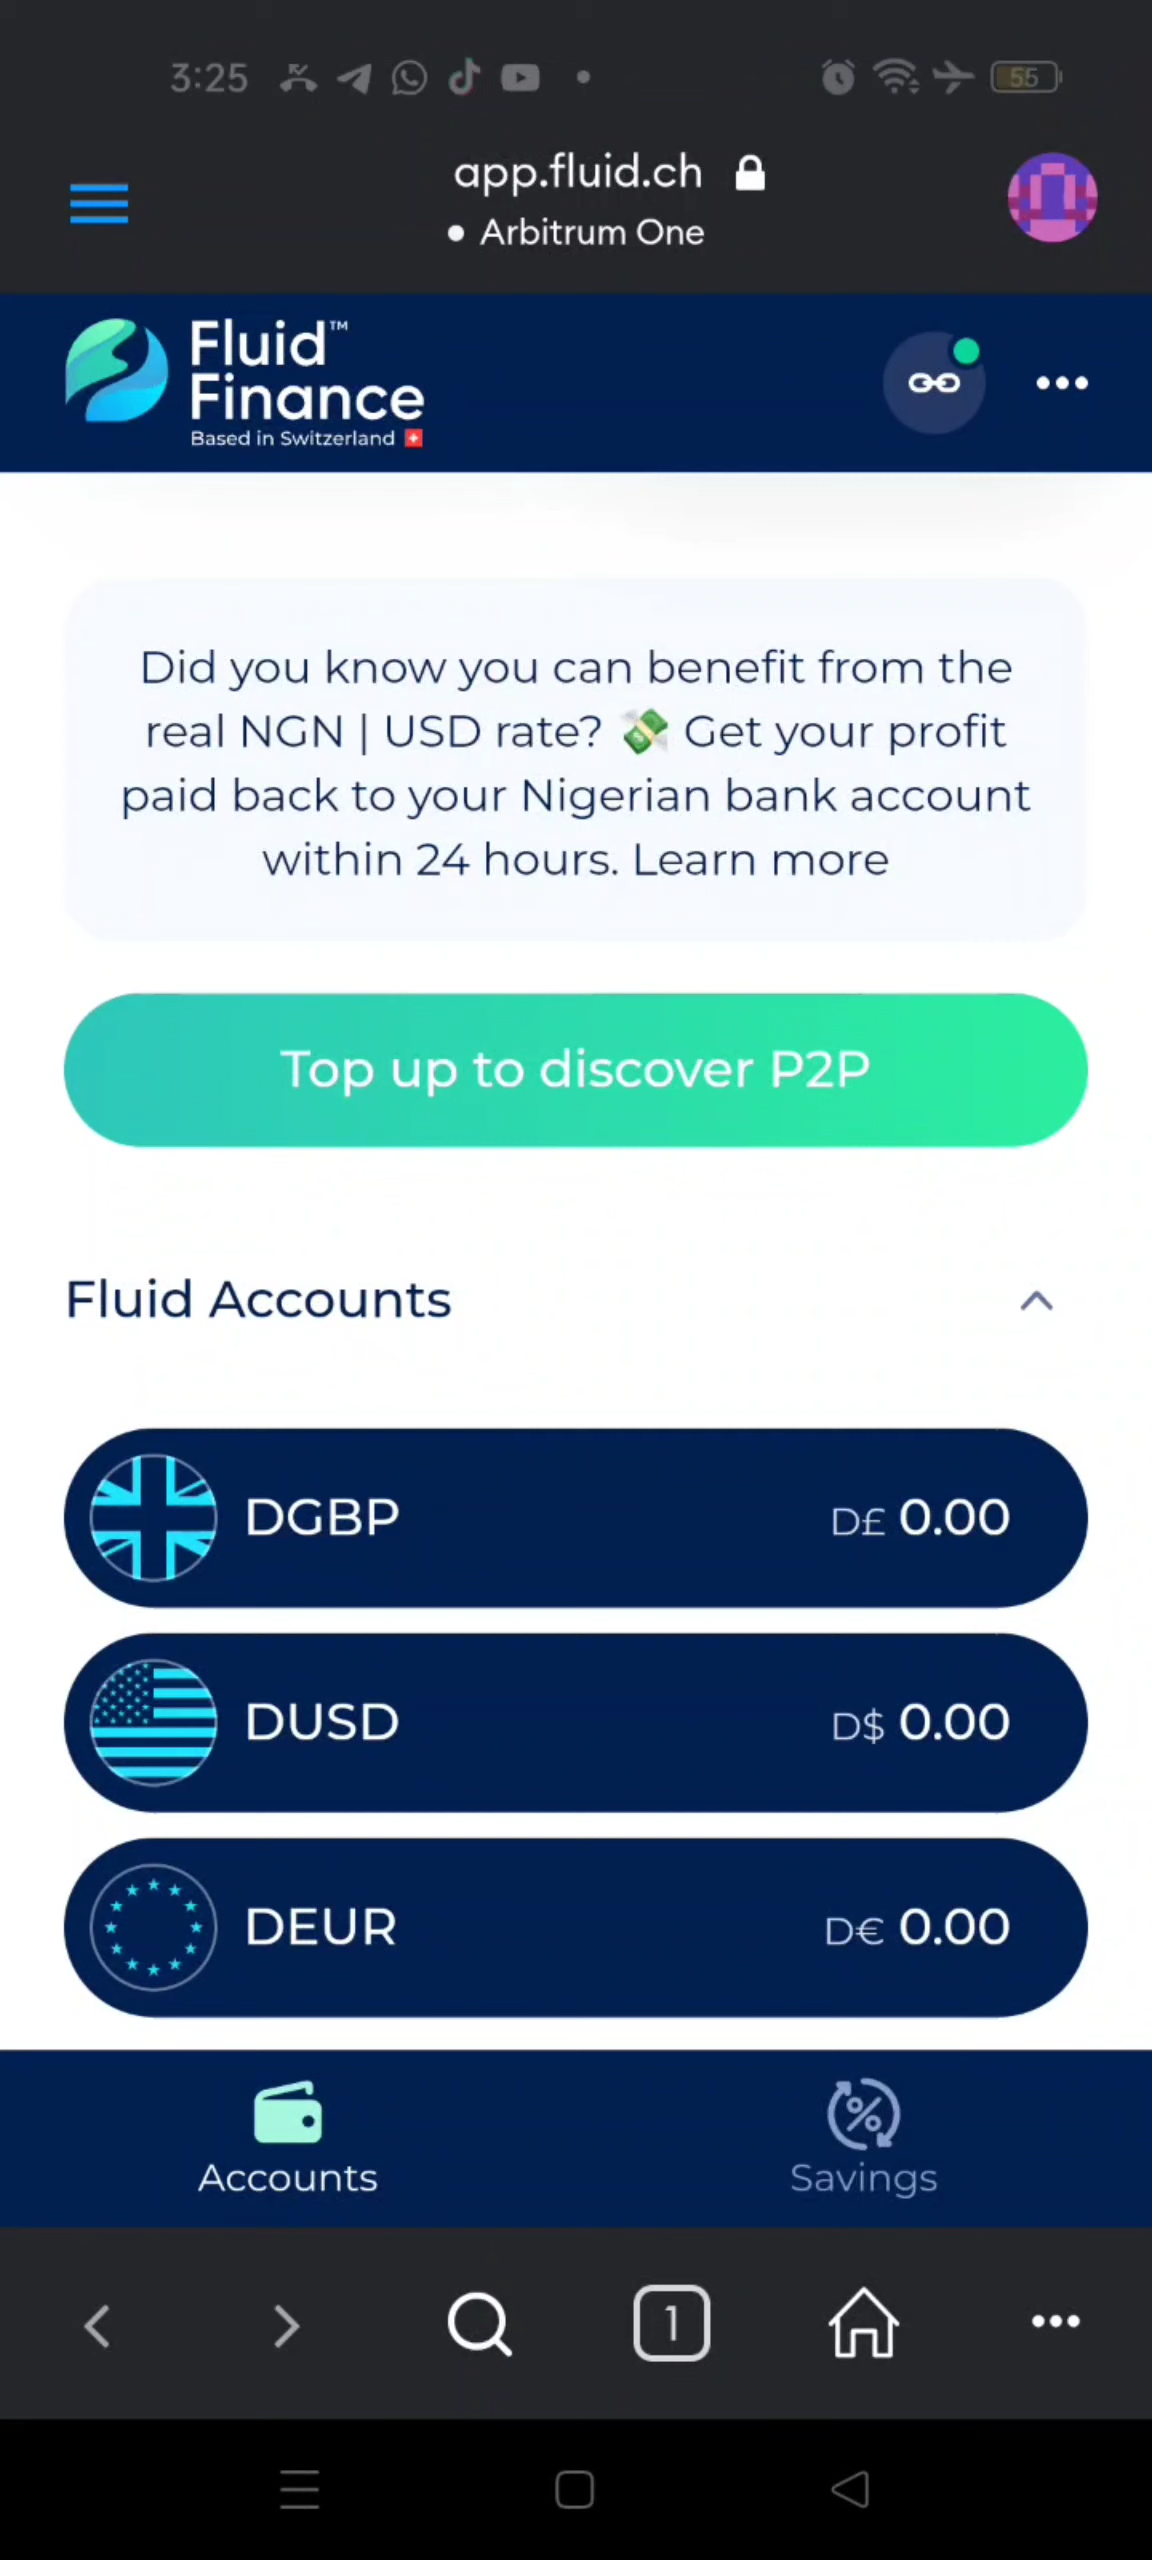 3:25
55
app.fluid.ch
Arbitrum One
Fluid™
Finance
Based in Switzerland
Did you know you can benefit from the
real NGN | USD rate? 💸 Get your profit
paid back to your Nigerian bank account
within 24 hours. Learn more
Top up to discover P2P
Fluid Accounts
DGBP D£ 0.00
DUSD D$ 0.00
DEUR D€ 0.00
Accounts Savings
1